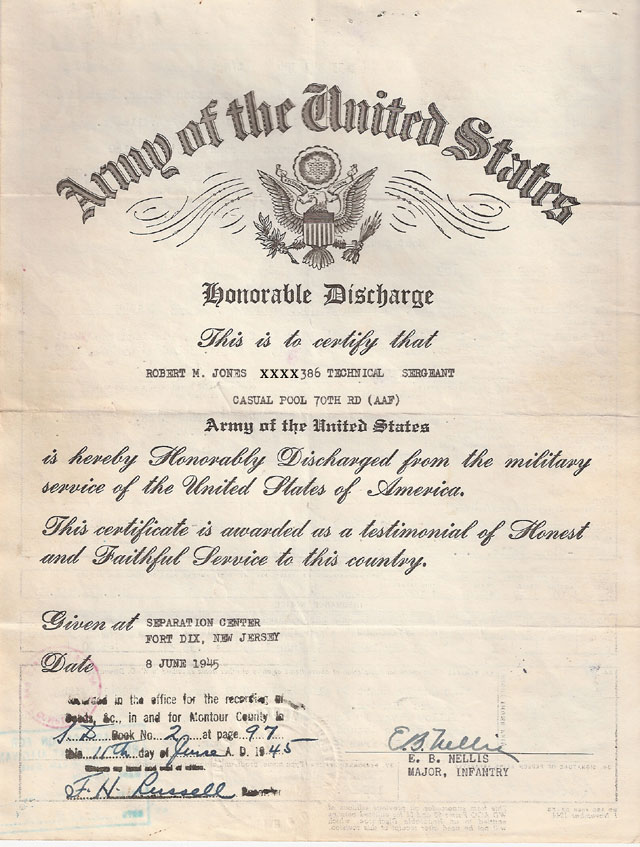 Army of the United States
Honorable Discharge
This is to certify that
ROBERT M. JONES XXXX386 TECHNICAL SERGEANT
CASUAL POOL 70TH RD (AAF)
Army of the United States
is hereby Honorably Discharged from the military
service of the United States of America.
This certificate is awarded as a testimonial of Honest
and Faithful Service to this country.
Given at SEPARATION CENTER
FORT DIX, NEW JERSEY
Date 8 JUNE 1945
in the office for the recording of
Deeds, &c., in and for Montour County in
S. D. Book No. 2 at page 97
this 11th day of June A. D. 1945
F. H. Russell Recorder
E. B. Nellis
E. B. NELLIS
MAJOR, INFANTRY